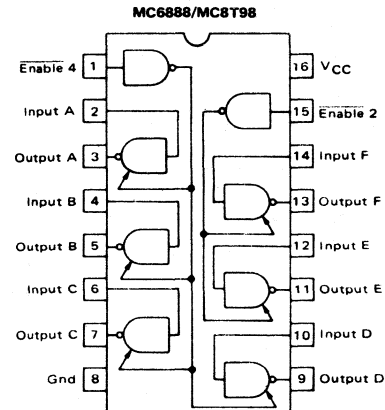 MC6888/MC8T98
Enable 4 1
Input A 2
Output A 3
Input B 4
Output B 5
Input C 6
Output C 7
Gnd 8
16 VCC
15 Enable 2
14 Input F
13 Output F
12 Input E
11 Output E
10 Input D
9 Output D